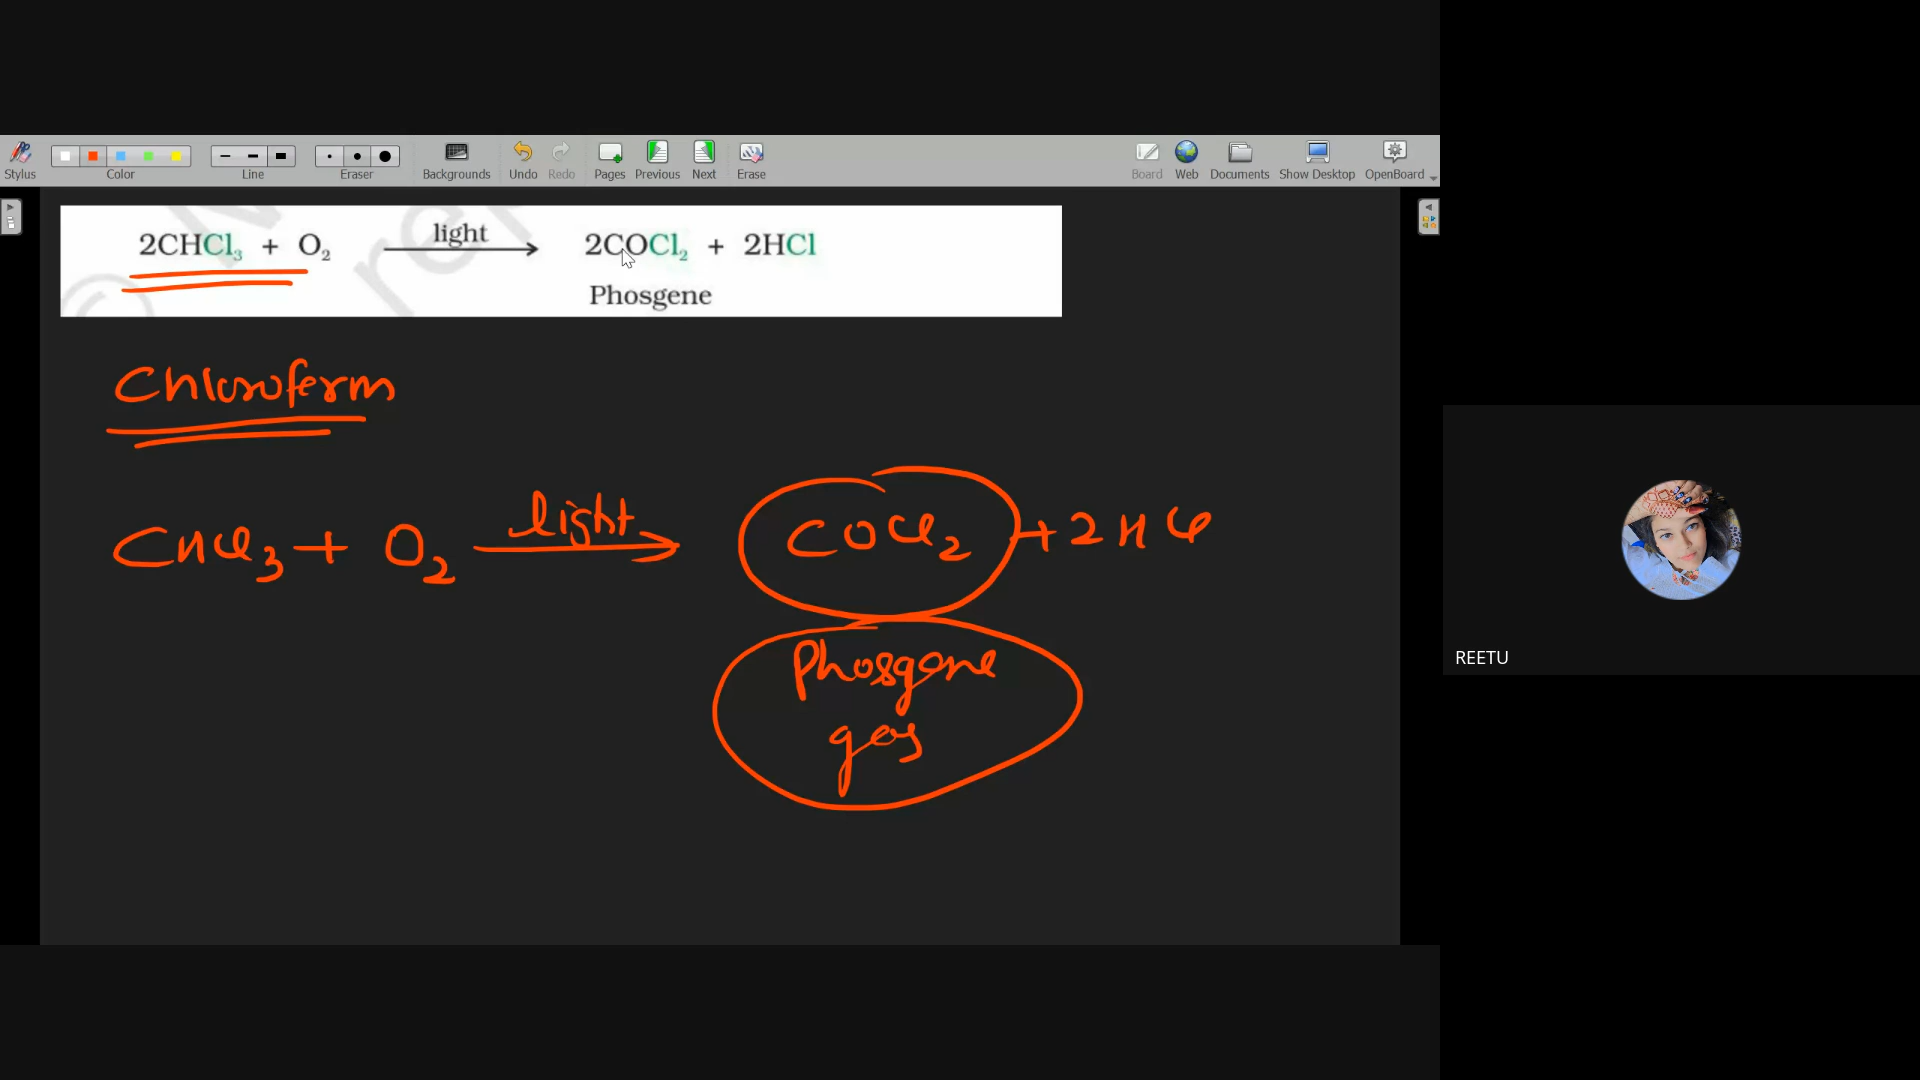 Stylus Color Line Eraser Backgrounds Undo Redo Pages Previous Next Erase Board Web Documents Show Desktop OpenBoard
2CHCl₃ + O₂ light → 2COCl₂ + 2HCl
Phosgene
Chloroform
CHCl₃ + O₂ light → COCl₂ + 2HCl
Phosgene
gas
REETU